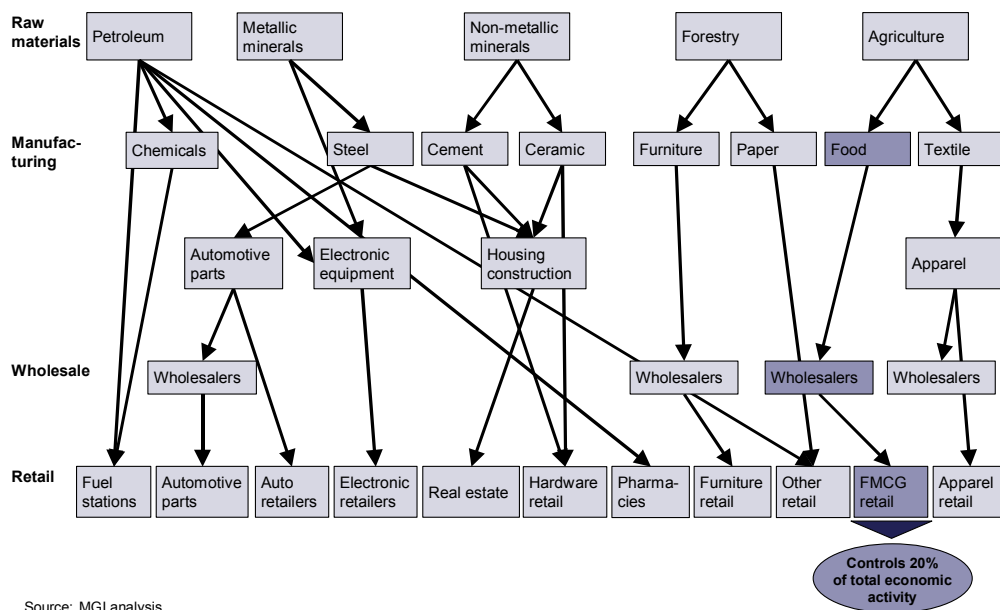 Raw
materials
Petroleum
Metallic
minerals
Non-metallic
minerals
Forestry
Agriculture
Manufac-
turing
Chemicals
Steel
Cement
Ceramic
Furniture
Paper
Food
Textile
Automotive
parts
Electronic
equipment
Housing
construction
Apparel
Wholesale
Wholesalers
Wholesalers
Wholesalers
Wholesalers
Retail
Fuel
stations
Automotive
parts
Auto
retailers
Electronic
retailers
Real estate
Hardware
retail
Pharma-
cies
Furniture
retail
Other
retail
FMCG
retail
Apparel
retail
Controls 20%
of total economic
activity
Source: MGI analysis